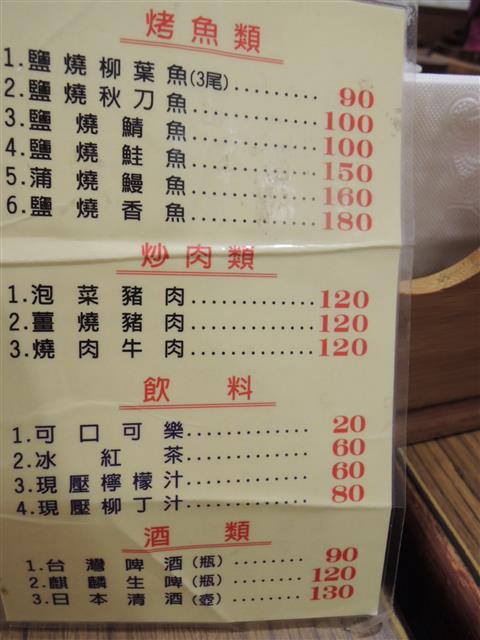 烤魚類
1.鹽燒柳葉魚(3尾)..........90
2.鹽燒秋刀魚..............100
3.鹽燒鯖魚..............100
4.鹽燒鮭魚..............150
5.蒲燒鰻魚..............160
6.鹽燒香魚..............180
炒肉類
1.泡菜豬肉.............120
2.薑燒豬肉.............120
3.燒肉牛肉.............120
飲料
1.可口可樂..............20
2.冰紅茶..............60
3.現壓檸檬汁..............60
4.現壓柳丁汁..............80
酒類
1.台灣啤酒(瓶)..........90
2.麒麟生啤(瓶)..........120
3.日本清酒(壺)..........130